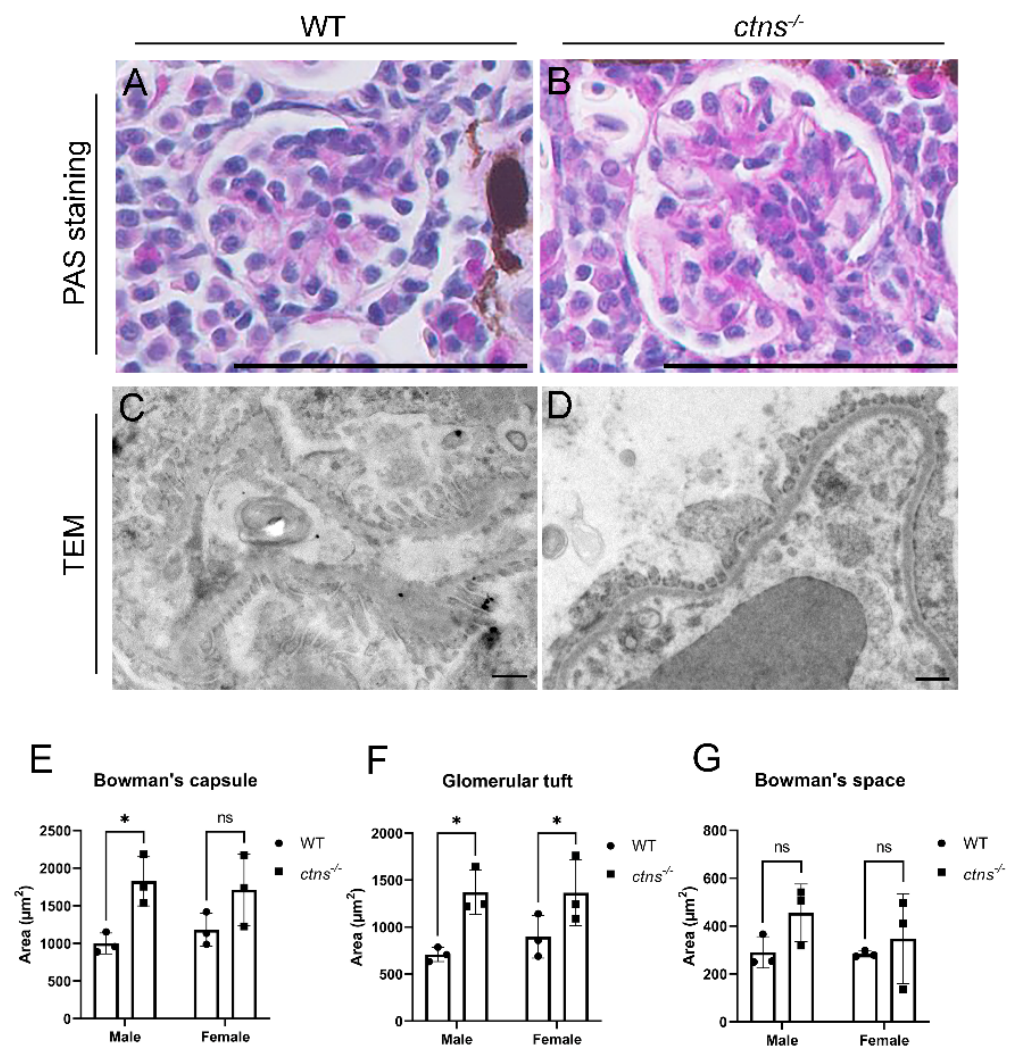 WT
ctns-/-
PAS staining
A
B
TEM
C
D
E
Bowman's capsule
Area (µm²)
2500
2000
1500
1000
500
0
*
ns
Male
Female
WT
ctns-/-
F
Glomerular tuft
Area (µm²)
2000
1500
1000
500
0
*
*
Male
Female
WT
ctns-/-
G
Bowman's space
Area (µm²)
800
600
400
200
0
ns
ns
Male
Female
WT
ctns-/-